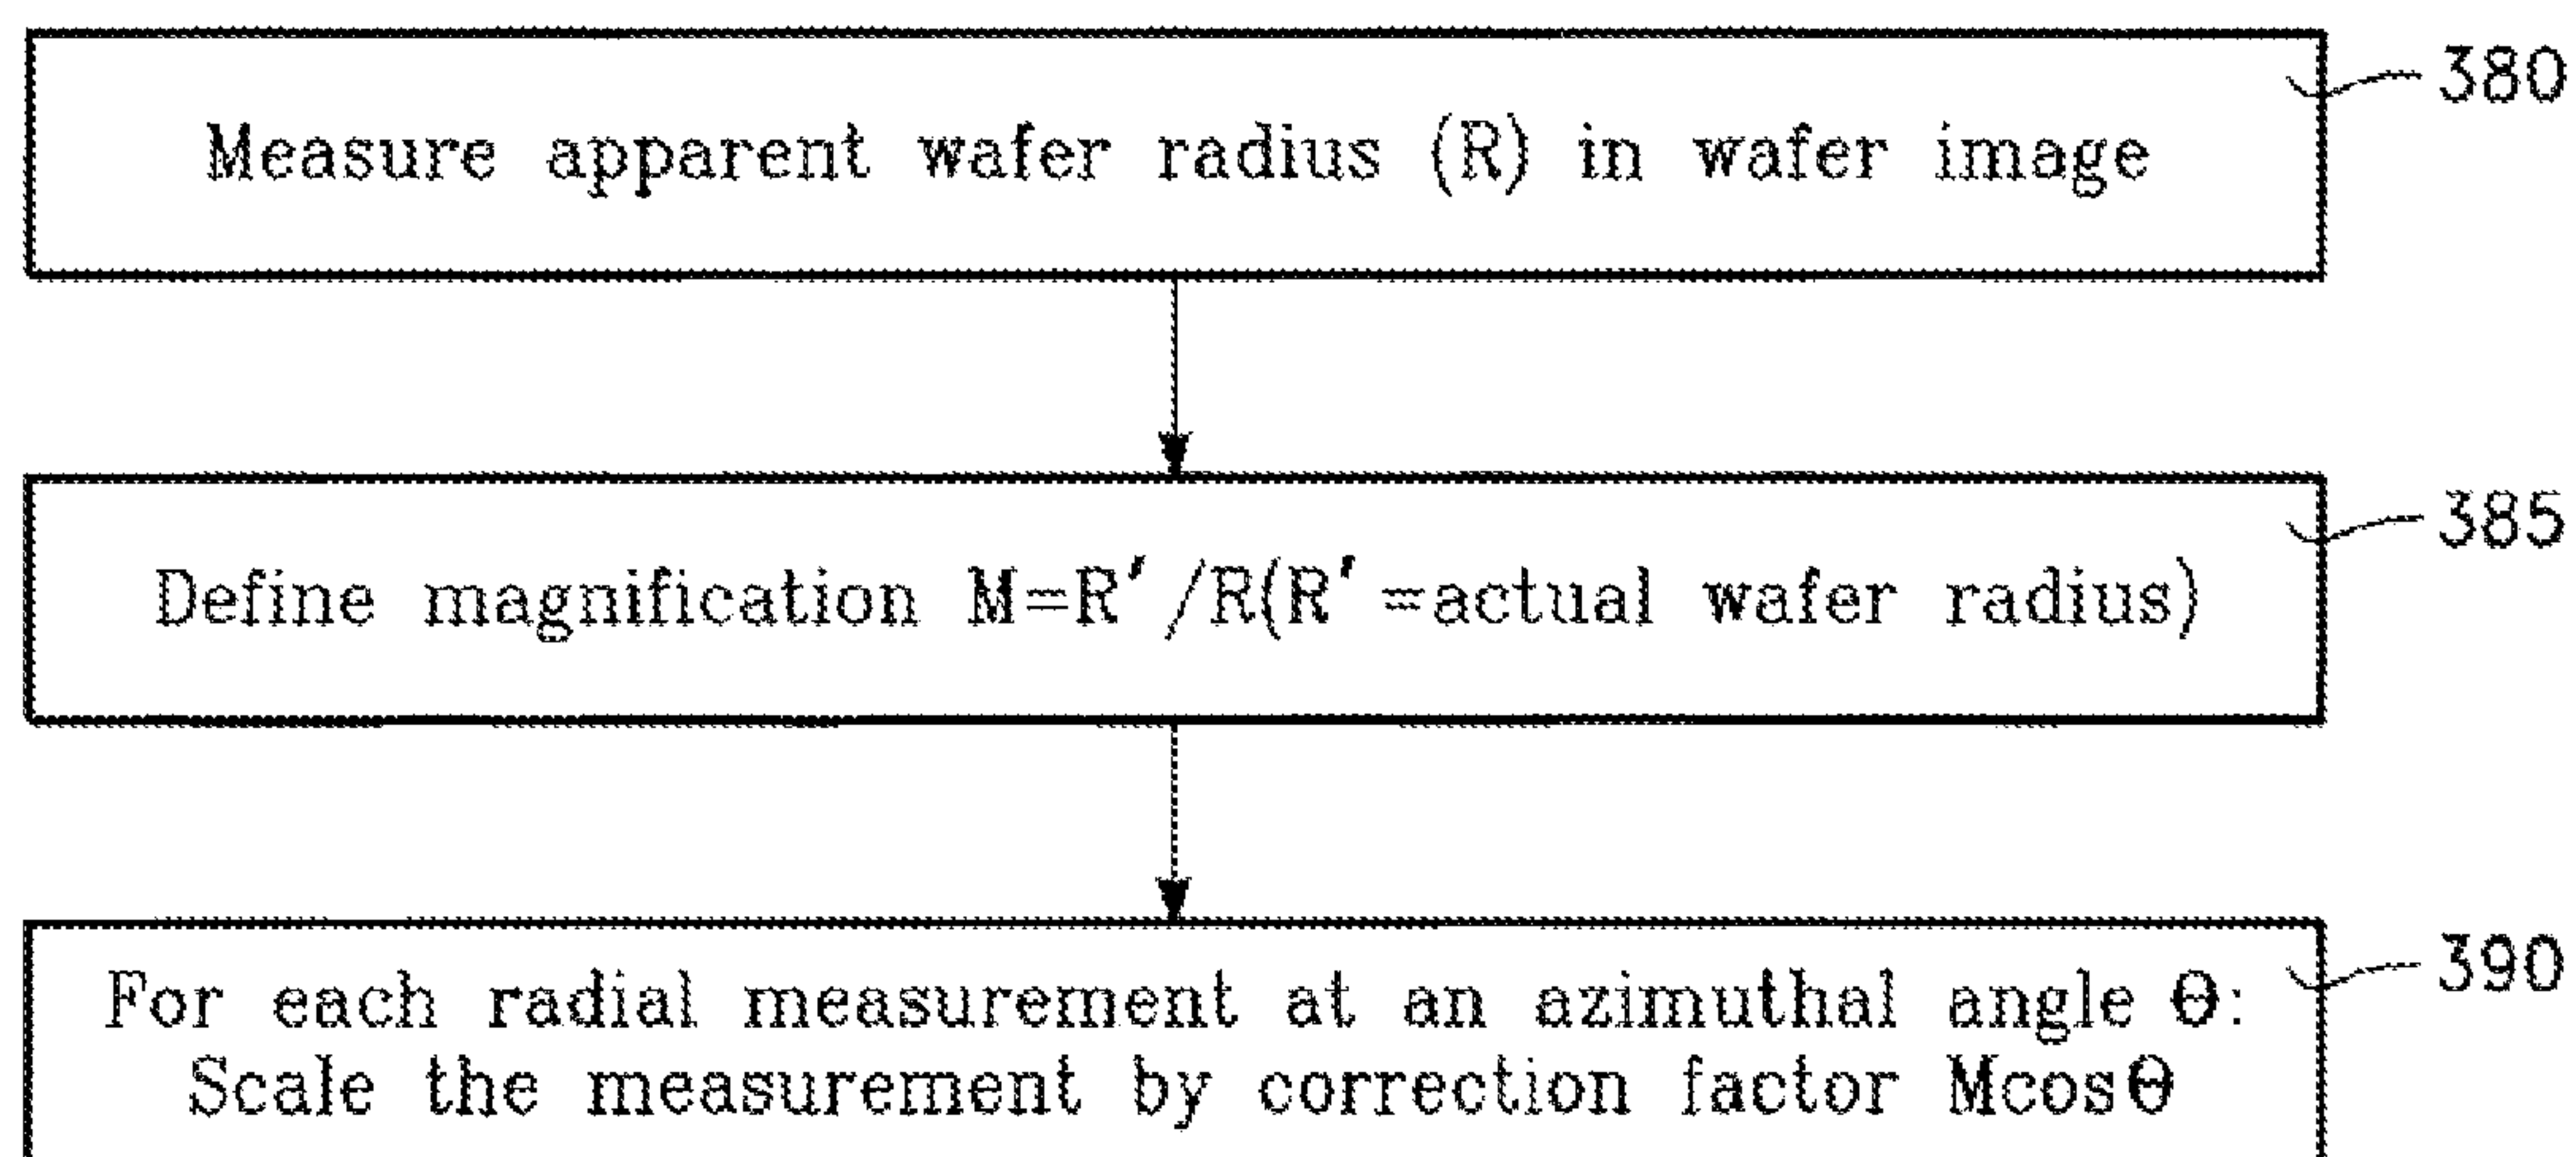 380
Measure apparent wafer radius (R) in wafer image
385
Define magnification M=R'/R(R'=actual wafer radius)
390
For each radial measurement at an azimuthal angle Θ:
Scale the measurement by correction factor McosΘ